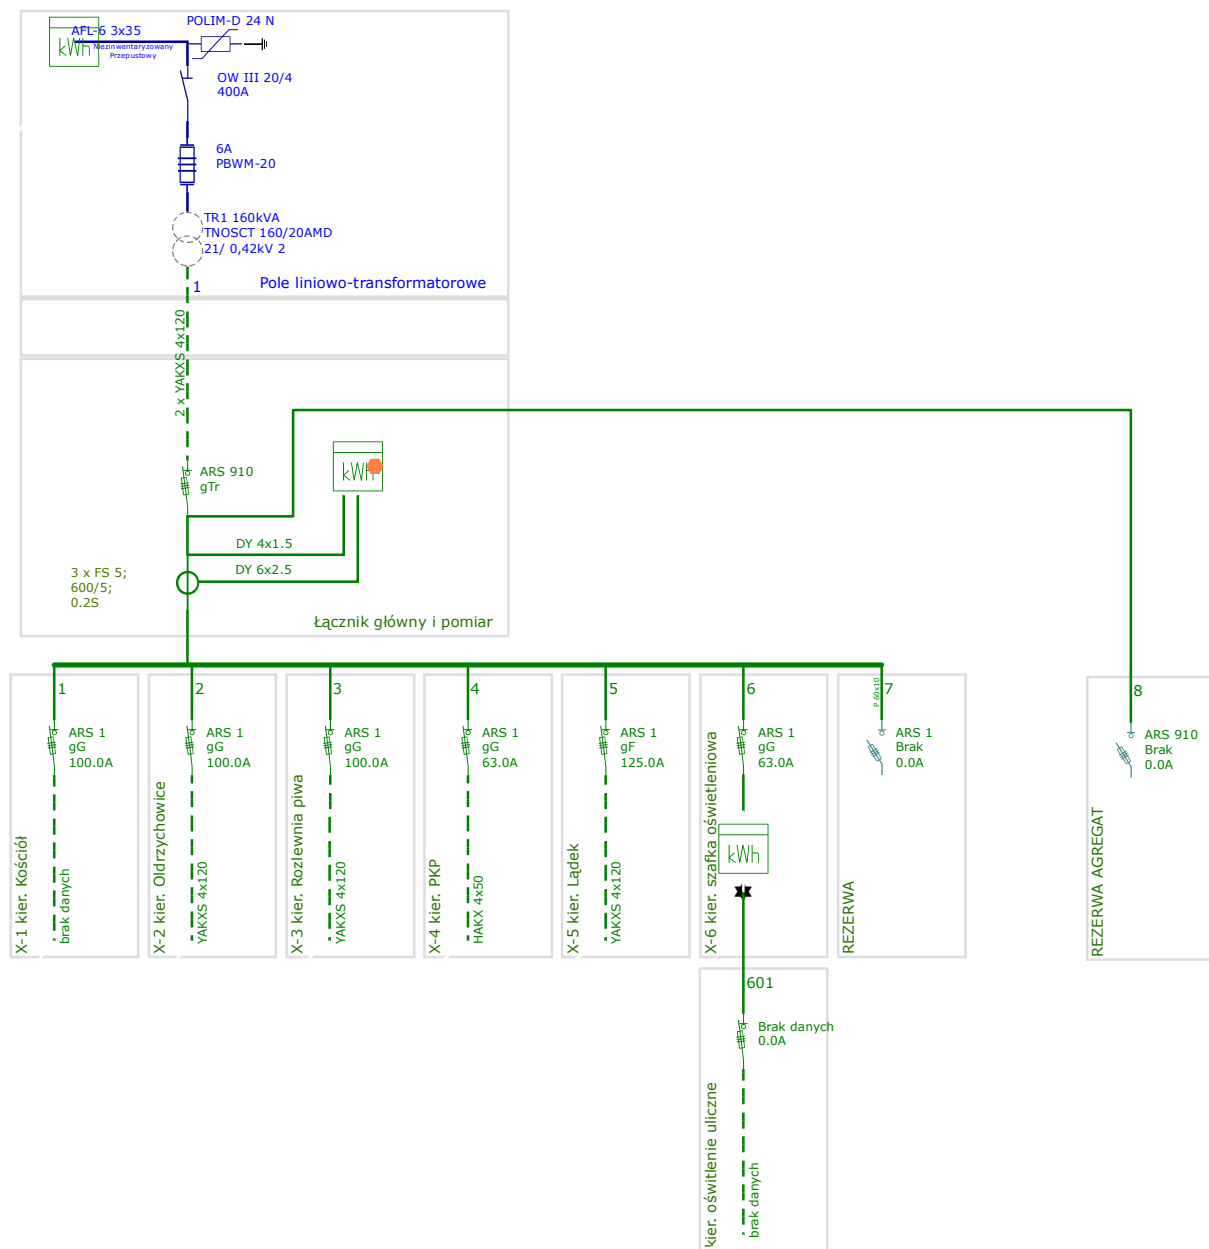 AFL-6 3x35
kWh
Niezinwentaryzowany
Przepustowy
POLIM-D 24 N
OW III 20/4
400A
6A
PBWM-20
TR1 160kVA
TNOSCT 160/20AMD
21/ 0,42kV 2
1
Pole liniowo-transformatorowe
2 x YAKXS 4x120
ARS 910
gTr
kWh
DY 4x1.5
DY 6x2.5
3 x FS 5;
600/5;
0.2S
Łącznik główny i pomiar
1
ARS 1
gG
100.0A
X-1 kier. Kościół
brak danych
2
ARS 1
gG
100.0A
X-2 kier. Oldrzychowice
YAKXS 4x120
3
ARS 1
gG
100.0A
X-3 kier. Rozlewnia piwa
YAKXS 4x120
4
ARS 1
gG
63.0A
X-4 kier. PKP
HAKX 4x50
5
ARS 1
gF
125.0A
X-5 kier. Lądek
YAKXS 4x120
6
ARS 1
gG
63.0A
X-6 kier. szafka oświetleniowa
kWh
7
P 60x10
ARS 1
Brak
0.0A
REZERWA
8
ARS 910
Brak
0.0A
REZERWA AGREGAT
601
Brak danych
0.0A
kier. oświtlenie uliczne
brak danych